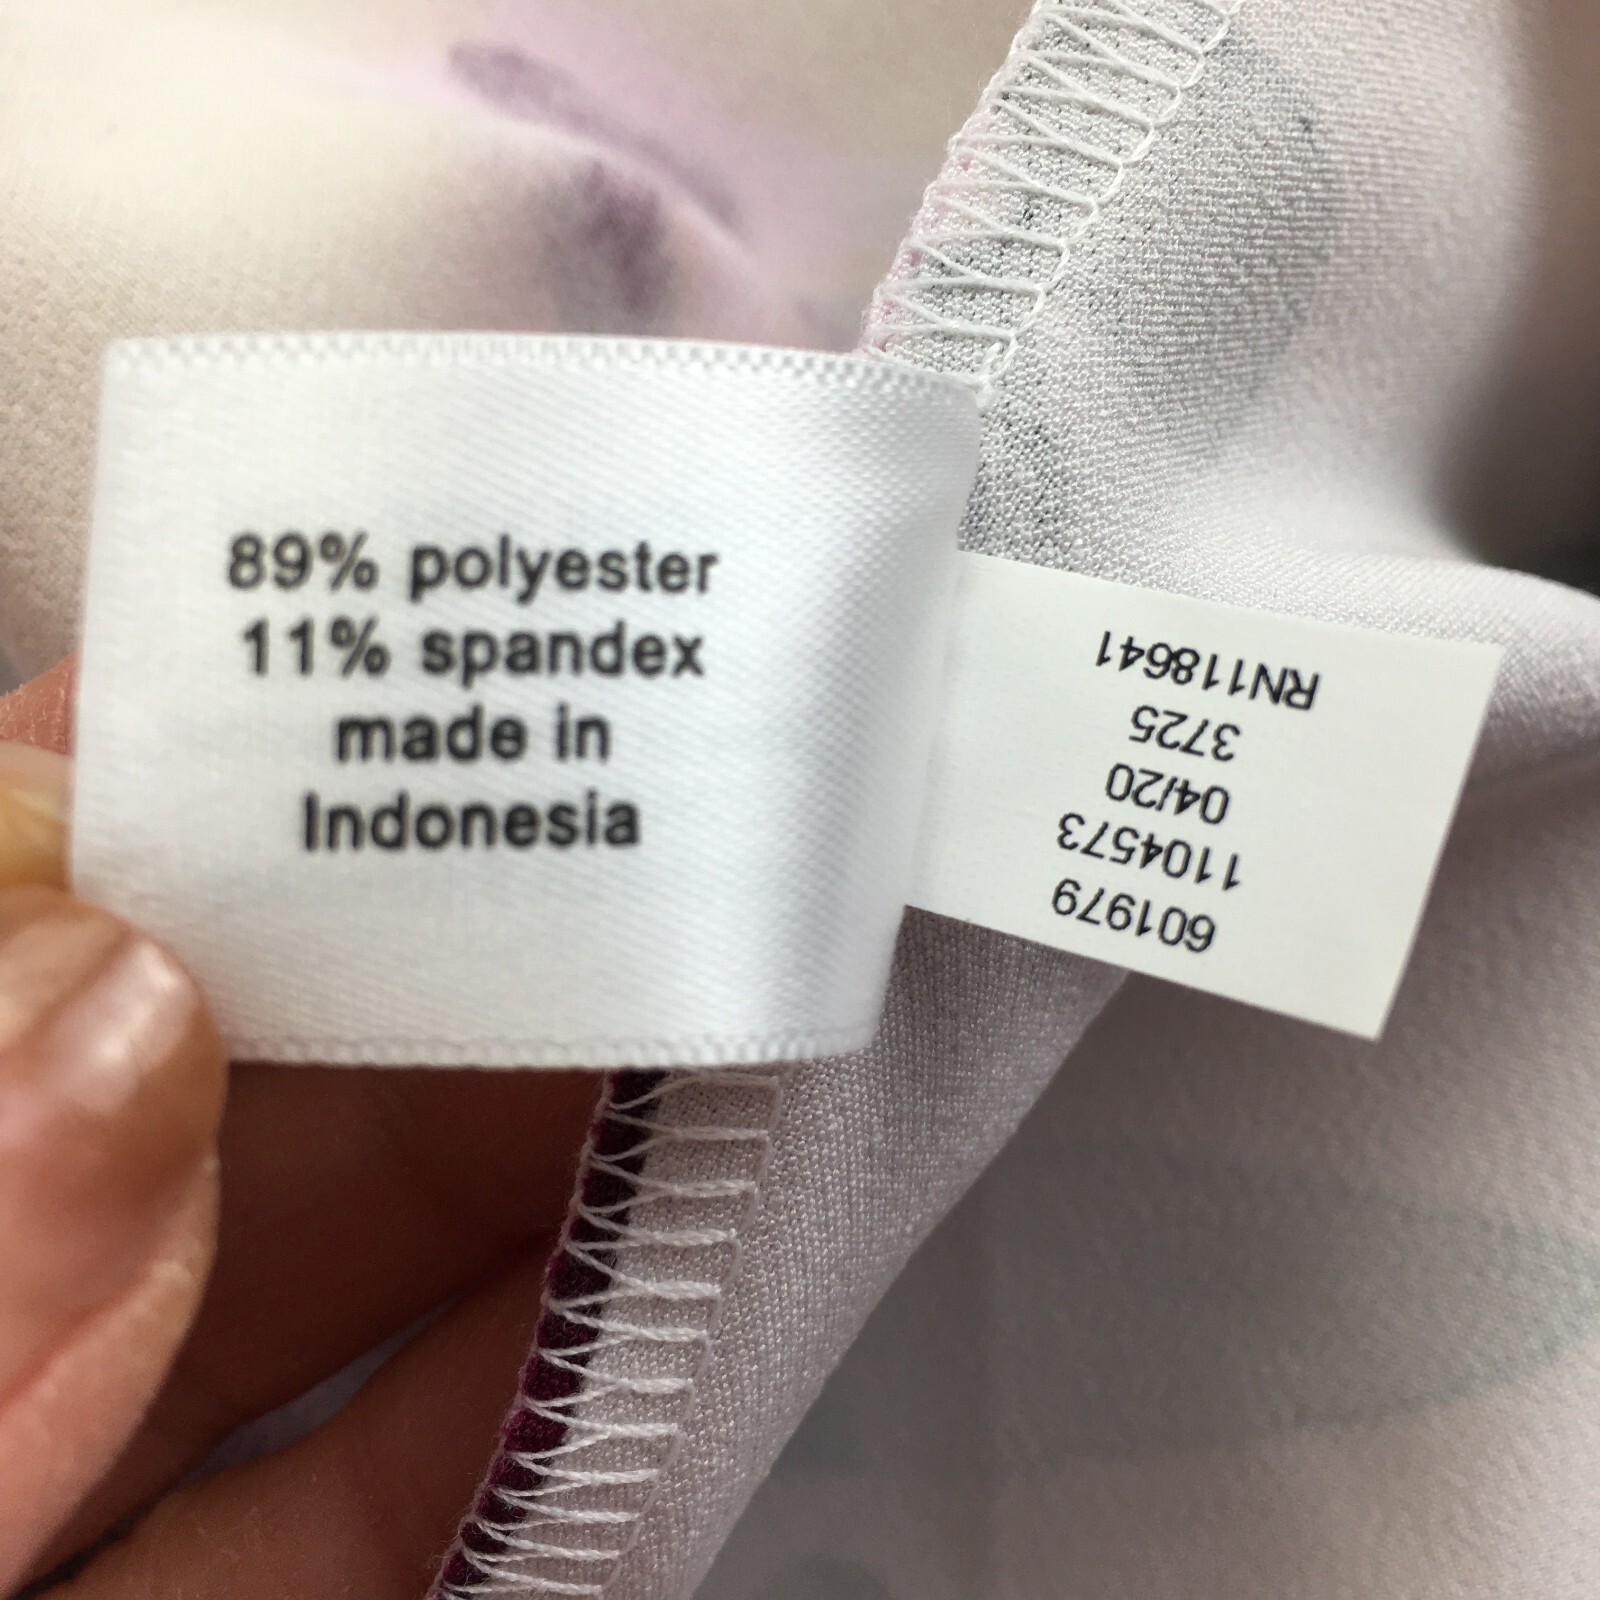 89% polyester
11% spandex
made in
Indonesia
601979
1104573
04/20
3725
RN118641